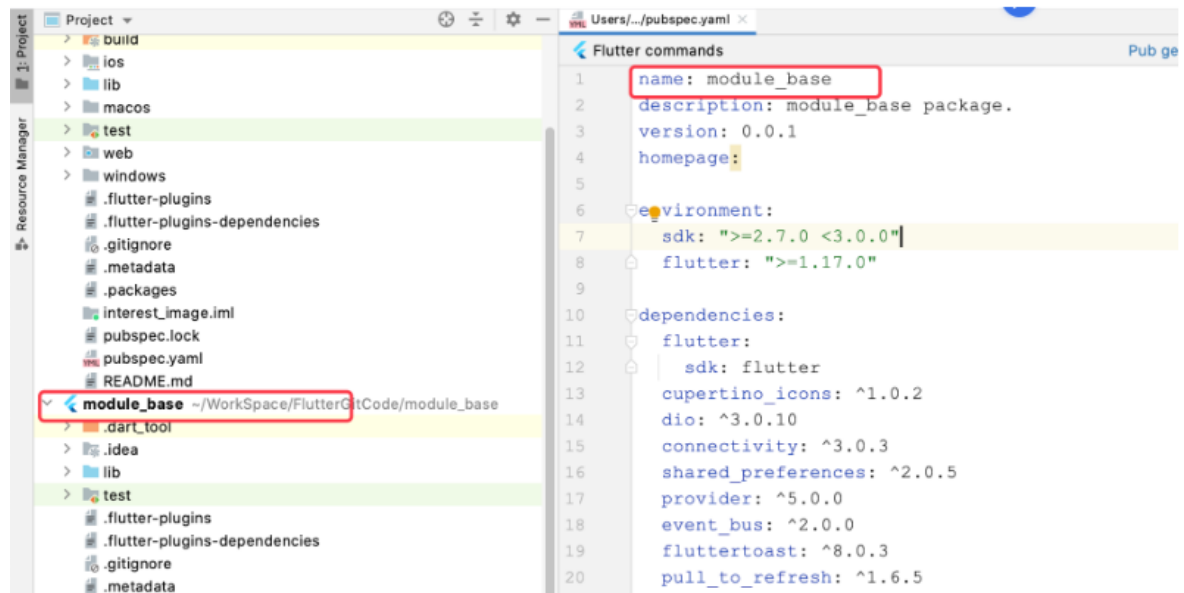 1: Project
Resource Manager
Project
build
ios
lib
macos
test
web
windows
.flutter-plugins
.flutter-plugins-dependencies
.gitignore
.metadata
.packages
interest_image.iml
pubspec.lock
pubspec.yaml
README.md
module_base ~/WorkSpace/FlutterGitCode/module_base
.dart_tool
.idea
lib
test
.flutter-plugins
.flutter-plugins-dependencies
.gitignore
.metadata
Users/.../pubspec.yaml
Flutter commands Pub ge
1 name: module_base
2 description: module_base package.
3 version: 0.0.1
4 homepage:
5
6 environment:
7 sdk: ">=2.7.0 <3.0.0"
8 flutter: ">=1.17.0"
9
10 dependencies:
11 flutter:
12 sdk: flutter
13 cupertino_icons: ^1.0.2
14 dio: ^3.0.10
15 connectivity: ^3.0.3
16 shared_preferences: ^2.0.5
17 provider: ^5.0.0
18 event_bus: ^2.0.0
19 fluttertoast: ^8.0.3
20 pull_to_refresh: ^1.6.5